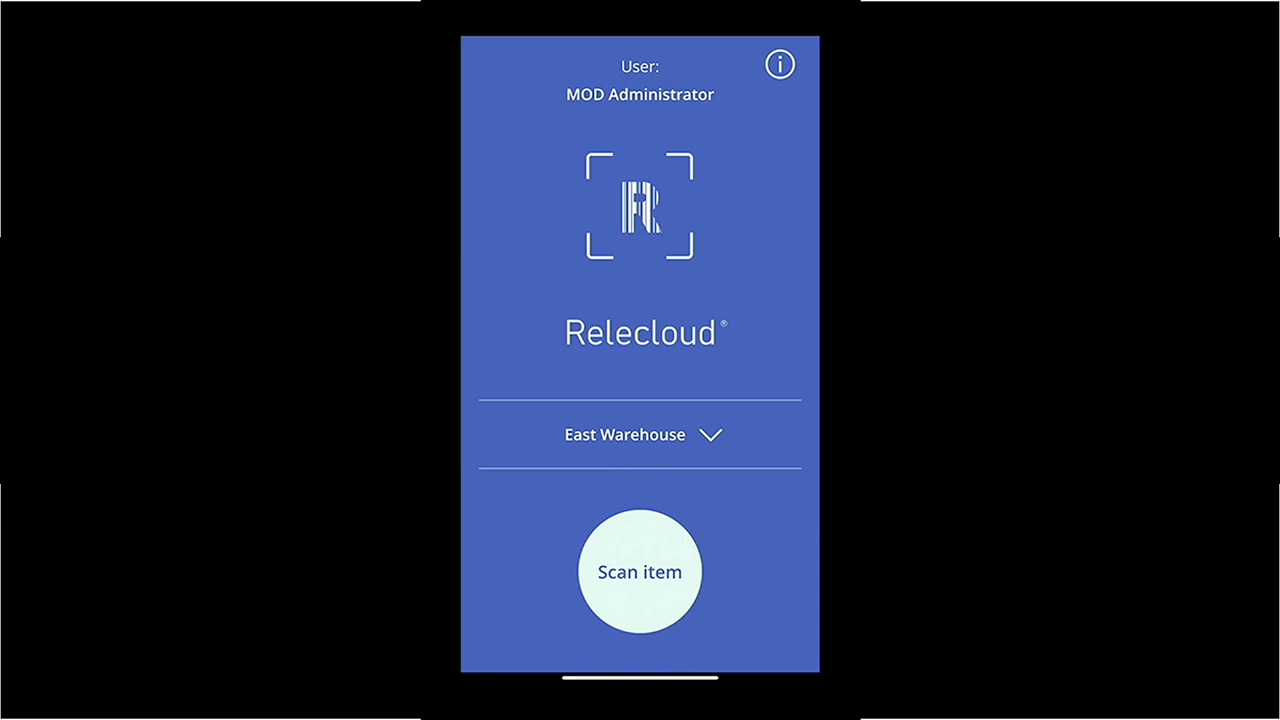 User:
MOD Administrator
R
Relecloud®
East Warehouse
Scan item